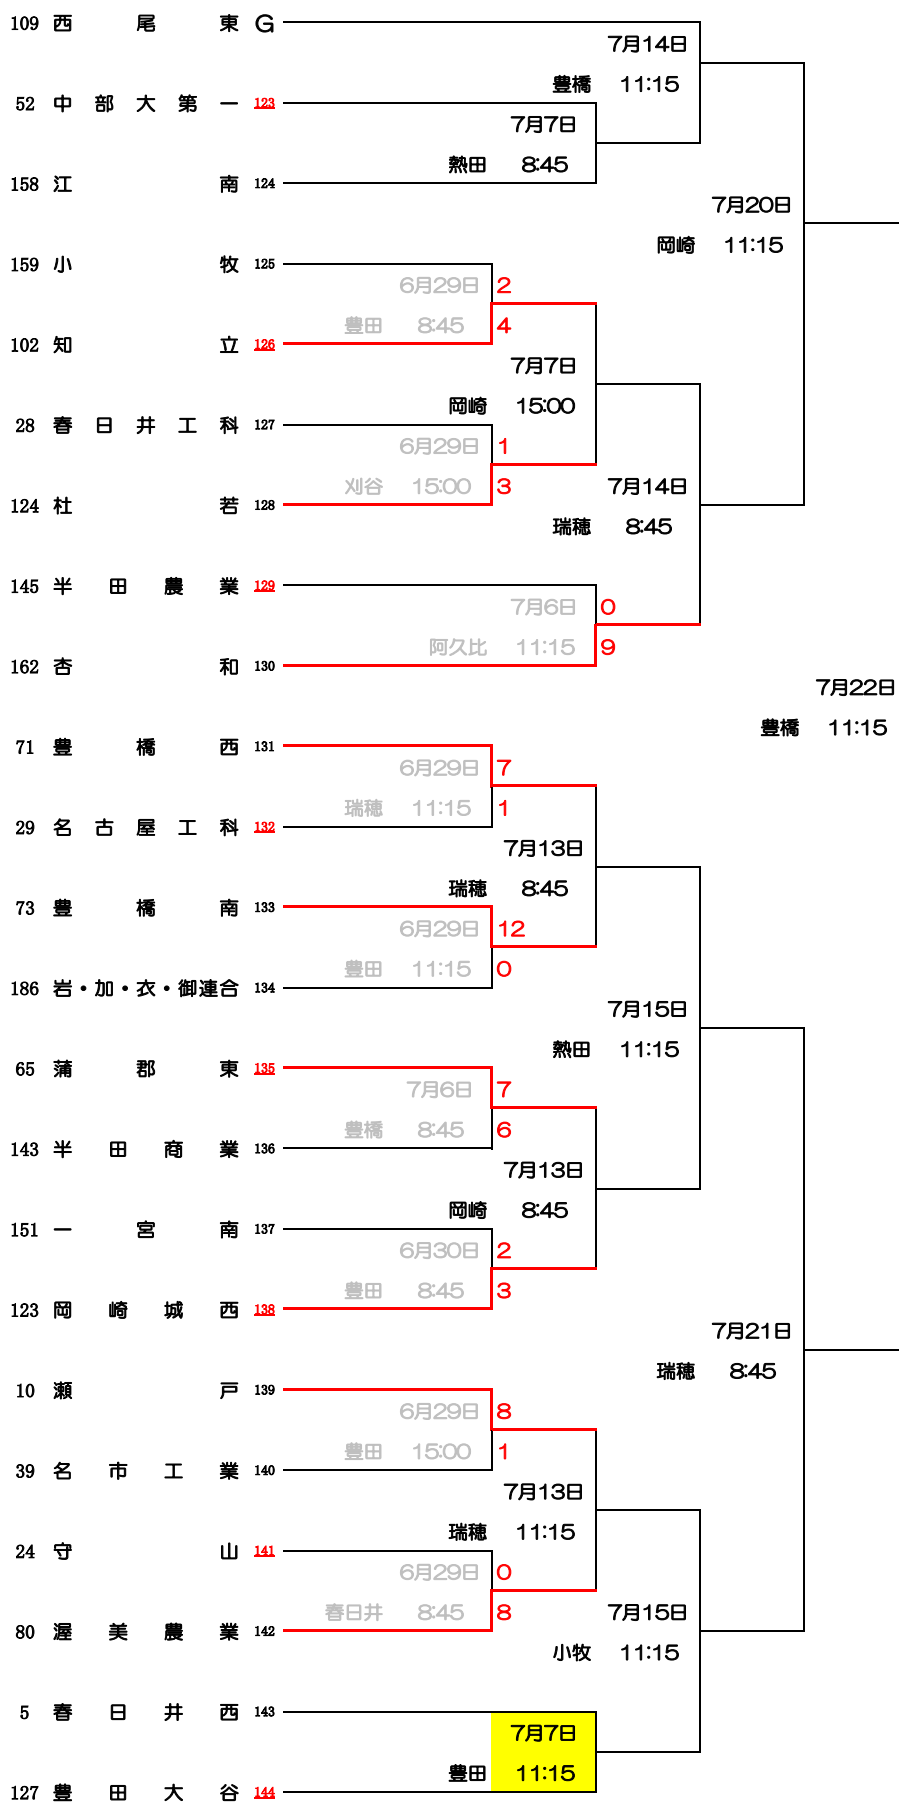 109 西尾東 G
7月14日
豊橋 11:15
52 中部大第一 123
7月7日
熱田 8:45
158 江南 124
7月20日
岡崎 11:15
159 小牧 125
6月29日 2
豊田 8:45 4
102 知立 126
7月7日
岡崎 15:00
28 春日井工科 127
6月29日 1
刈谷 15:00 3
7月14日
124 杜若 128
瑞穂 8:45
145 半田農業 129
7月6日 0
阿久比 11:15 9
162 杏和 130
7月22日
豊橋 11:15
71 豊橋西 131
6月29日 7
瑞穂 11:15 1
29 名古屋工科 132
7月13日
瑞穂 8:45
73 豊橋南 133
6月29日 12
豊田 11:15 0
186 岩・加・衣・御連合 134
7月15日
熱田 11:15
65 蒲郡東 135
7月6日 7
豊橋 8:45 6
143 半田商業 136
7月13日
岡崎 8:45
151 一宮南 137
6月30日 2
豊田 8:45 3
123 岡崎城西 138
7月21日
瑞穂 8:45
10 瀬戸 139
6月29日 8
豊田 15:00 1
39 名市工業 140
7月13日
瑞穂 11:15
24 守山 141
6月29日 0
春日井 8:45 8
7月15日
80 渥美農業 142
小牧 11:15
5 春日井西 143
7月7日
豊田 11:15
127 豊田大谷 144